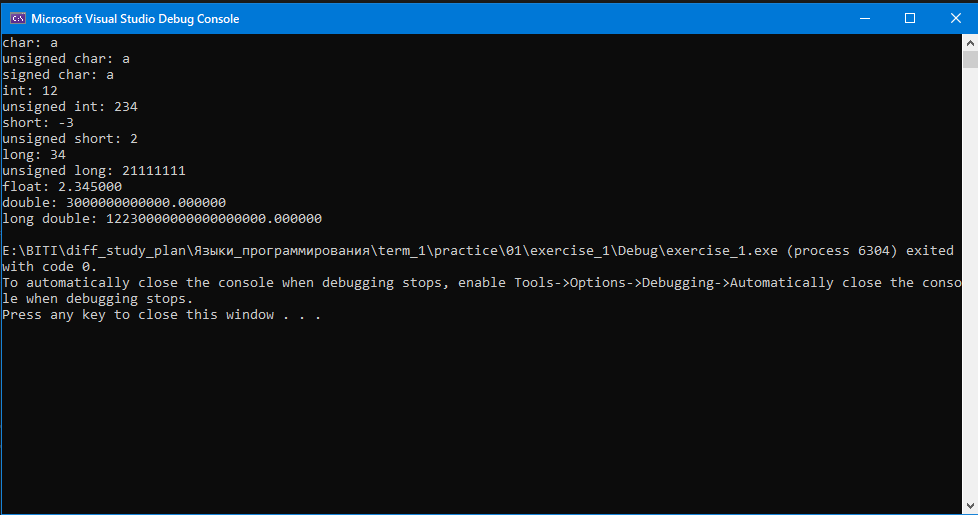 Microsoft Visual Studio Debug Console
char: a
unsigned char: a
signed char: a
int: 12
unsigned int: 234
short: -3
unsigned short: 2
long: 34
unsigned long: 21111111
float: 2.345000
double: 3000000000000.000000
long double: 12230000000000000000.000000
E:\BITI\diff_study_plan\Языки_программирования\term_1\practice\01\exercise_1\Debug\exercise_1.exe (process 6304) exited
with code 0.
To automatically close the console when debugging stops, enable Tools->Options->Debugging->Automatically close the conso
le when debugging stops.
Press any key to close this window . . .